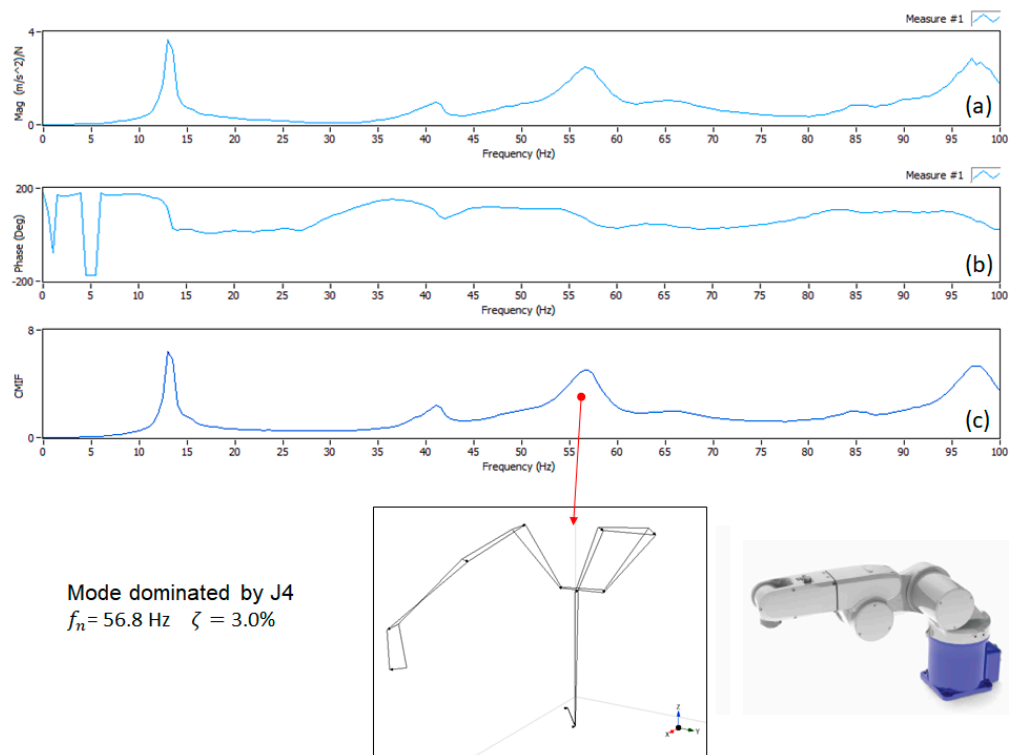 Measure #1
4
Mag (m/s^2)/N
0
(a)
0 5 10 15 20 25 30 35 40 45 50 55 60 65 70 75 80 85 90 95 100
Frequency (Hz)
Measure #1
200
Phase (Deg)
-200
(b)
0 5 10 15 20 25 30 35 40 45 50 55 60 65 70 75 80 85 90 95 100
Frequency (Hz)
8
CMIF
0
(c)
0 5 10 15 20 25 30 35 40 45 50 55 60 65 70 75 80 85 90 95 100
Frequency (Hz)
Mode dominated by J4
fₙ= 56.8 Hz ζ = 3.0%
Z
X Y